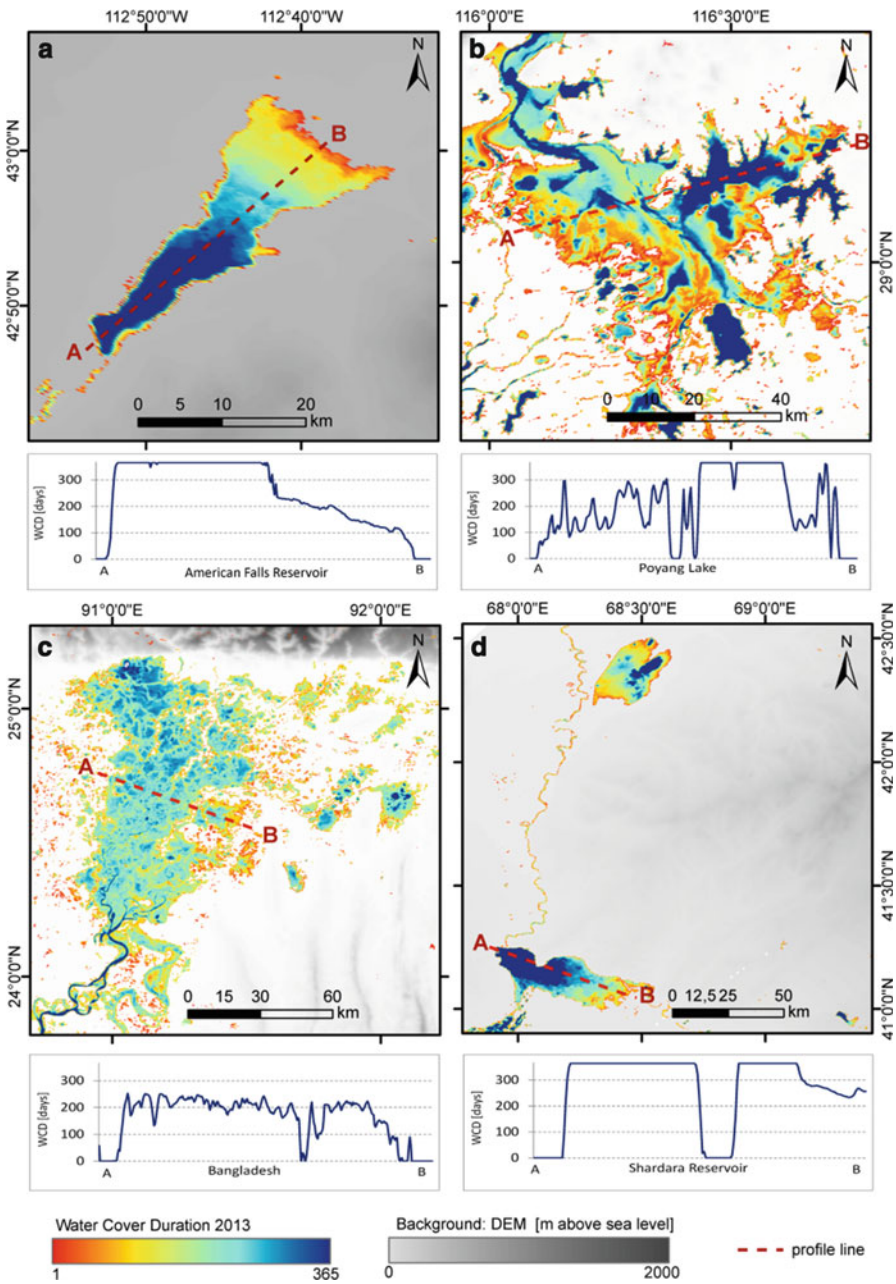 112°50'0"W 112°40'0"W
116°0'0"E 116°30'0"E
a
N
B
A
43°0'0"N
42°50'0"N
0 5 10 20
km
b
N
B
A
29°0'0"N
0 10 20 40
km
WCD [days]
300
200
100
0
A American Falls Reservoir B
WCD [days]
300
200
100
0
A Poyang Lake B
91°0'0"E 92°0'0"E
68°0'0"E 68°30'0"E 69°0'0"E
c
N
A
B
25°0'0"N
24°0'0"N
0 15 30 60
km
d
N
A
B
42°30'0"N
42°0'0"N
41°30'0"N
41°0'0"N
0 12,5 25 50
km
WCD [days]
300
200
100
0
A Bangladesh B
WCD [days]
300
200
100
0
A Shardara Reservoir B
Water Cover Duration 2013
1 365
Background: DEM [m above sea level]
0 2000
profile line